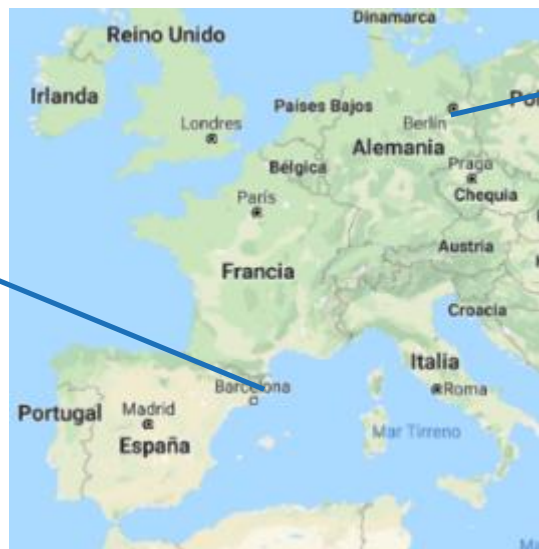 Dinamarca
Reino Unido
Irlanda
Países Bajos
Londres
Berlín
Alemania
Bélgica
Praga
Chequia
París
Austria
Francia
Croacia
Italia
Barcelona
Roma
Portugal
Madrid
Mar Tirreno
España